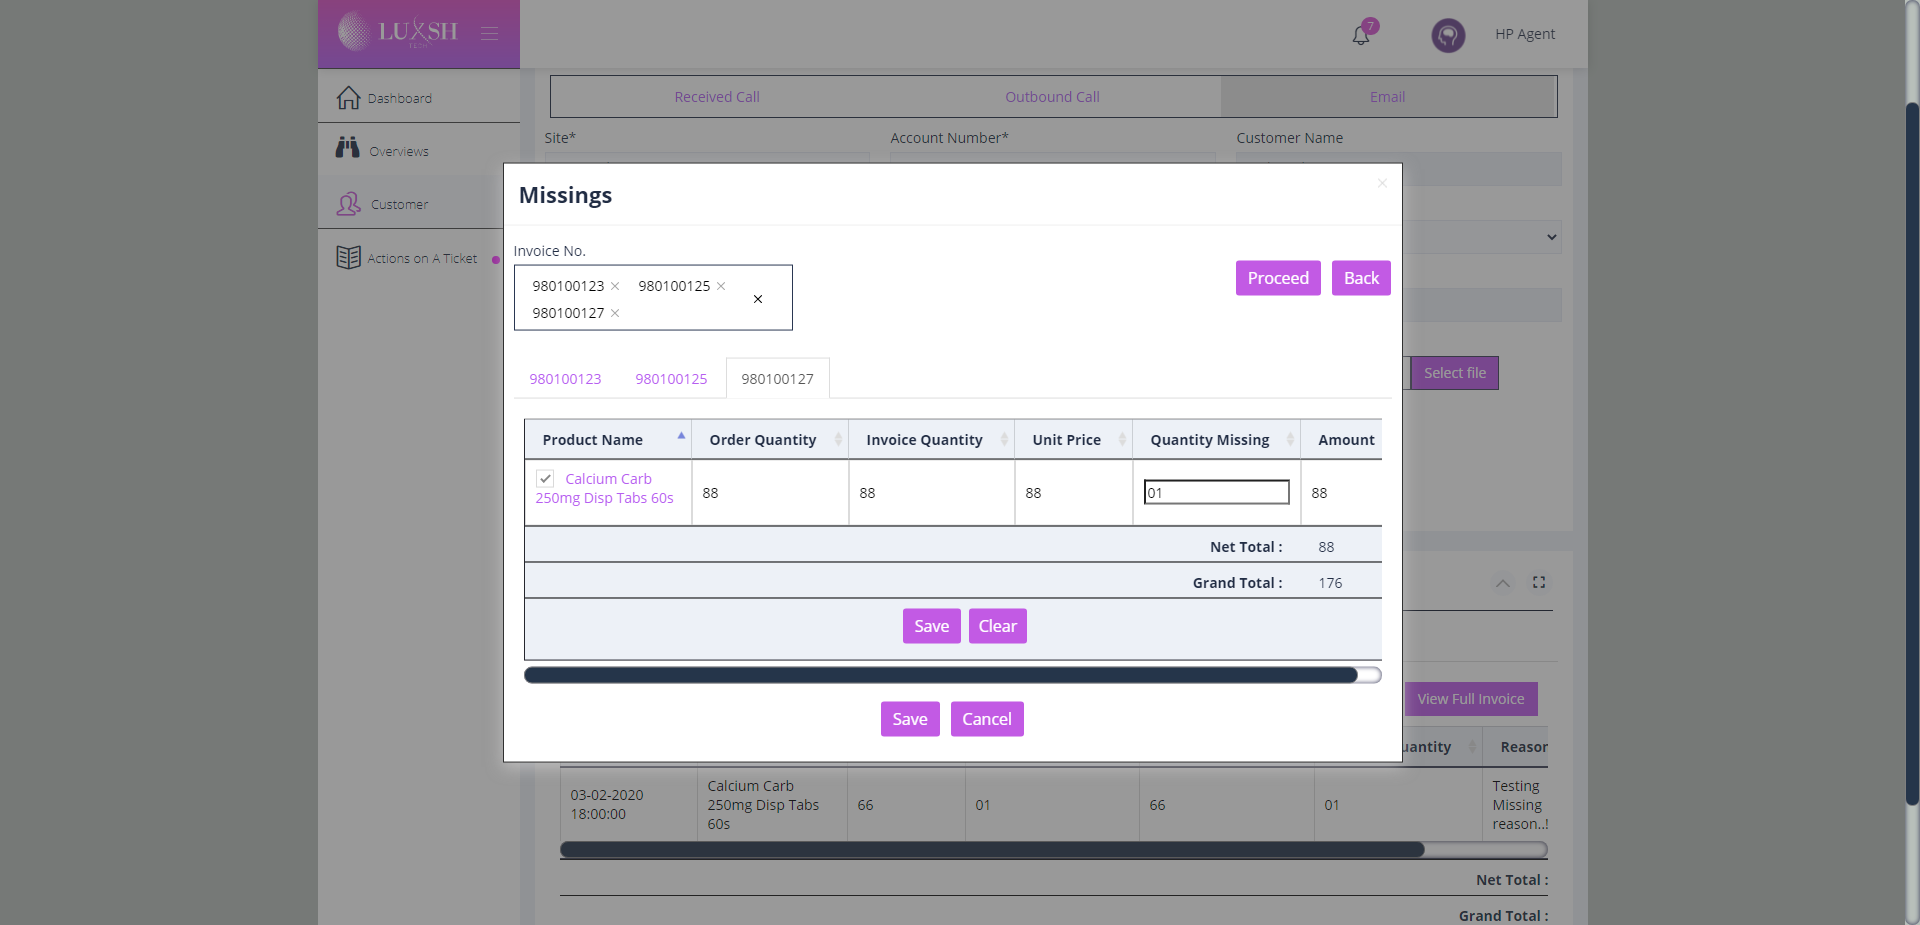 LUXSH
7
HP Agent
Dashboard
Overviews
Customer
Actions on A Ticket
Received Call
Outbound Call
Email
Site*
Account Number*
Customer Name
Missings
Invoice No.
980100123
980100125
980100127
Proceed
Back
Select file
980100123
980100125
980100127
Product Name
Order Quantity
Invoice Quantity
Unit Price
Quantity Missing
Amount
Calcium Carb
250mg Disp Tabs 60s
88
88
88
01
88
Net Total :
88
Grand Total :
176
Save
Clear
Save
Cancel
View Full Invoice
uantity
Reason
03-02-2020
18:00:00
Calcium Carb
250mg Disp Tabs
60s
66
01
66
01
Testing
Missing
reason..!
Net Total :
Grand Total :